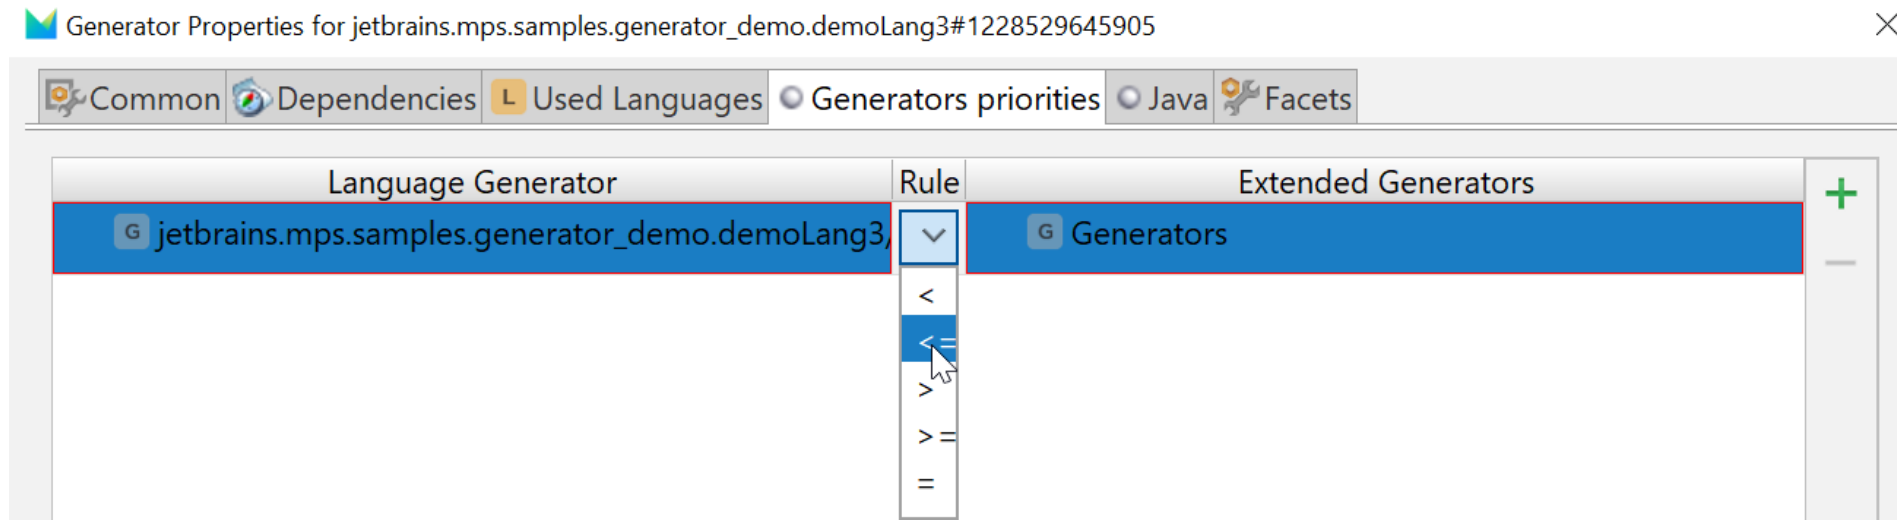 Generator Properties for jetbrains.mps.samples.generator_demo.demoLang3#1228529645905
Common Dependencies L Used Languages Generators priorities Java Facets
Language Generator Rule Extended Generators
G jetbrains.mps.samples.generator_demo.demoLang3/ G Generators
<
<=
>
>=
=